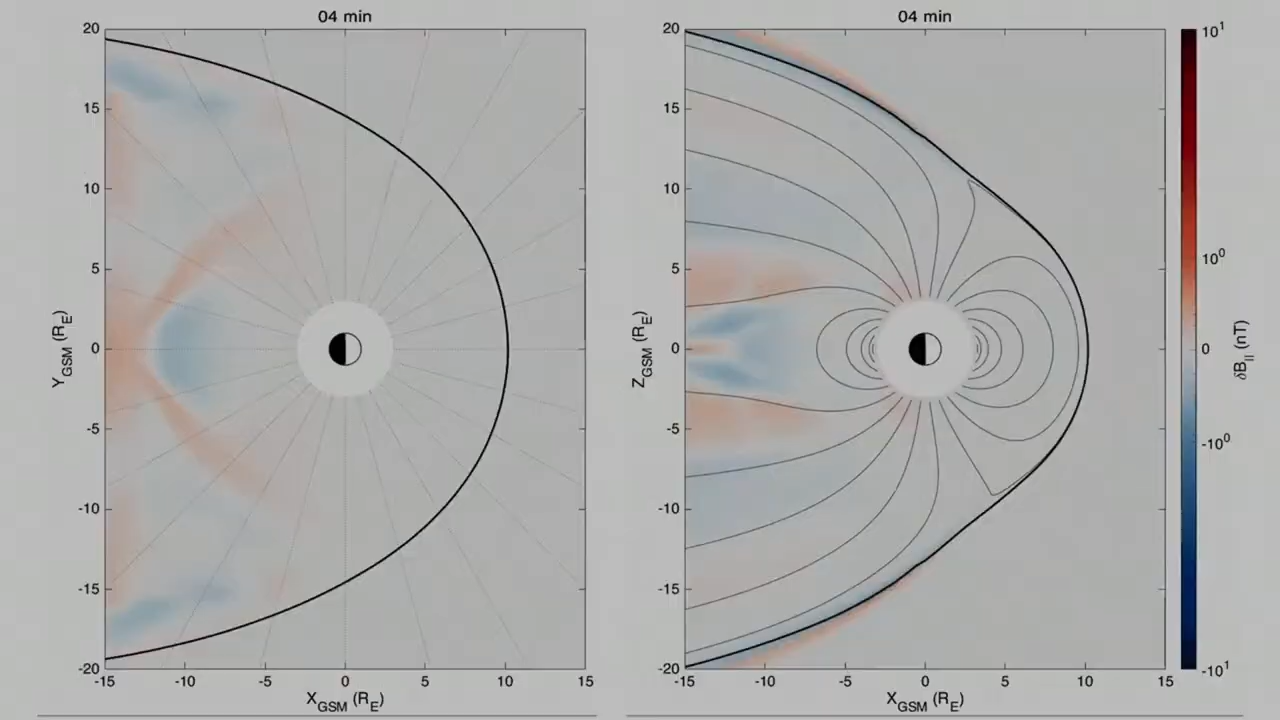 04 min
20
15
10
5
0
-5
-10
-15
-20
Y_GSM (R_E)
-15 -10 -5 0 5 10 15
X_GSM (R_E)
04 min
20
15
10
5
0
-5
-10
-15
-20
Z_GSM (R_E)
-15 -10 -5 0 5 10 15
X_GSM (R_E)
10^1
10^0
0
-10^0
-10^1
δB_|| (nT)